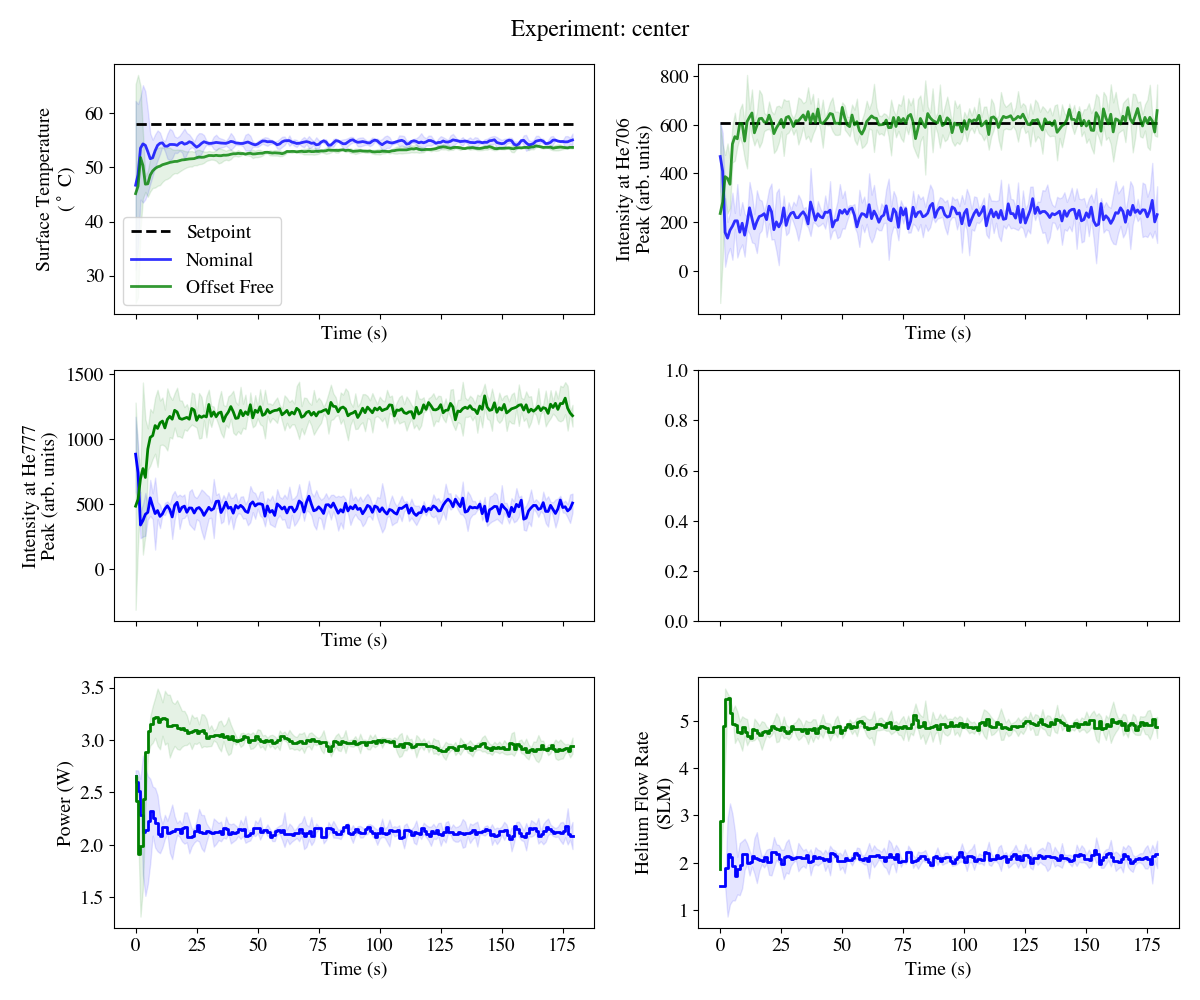 Experiment: center
Surface Temperature
(° C)
60
50
40
30
Setpoint
Nominal
Offset Free
Time (s)
Intensity at He706
Peak (arb. units)
800
600
400
200
0
Time (s)
Intensity at He777
Peak (arb. units)
1500
1000
500
0
Time (s)
1.0
0.8
0.6
0.4
0.2
0.0
Power (W)
3.5
3.0
2.5
2.0
1.5
0 25 50 75 100 125 150 175
Time (s)
Helium Flow Rate
(SLM)
5
4
3
2
1
0 25 50 75 100 125 150 175
Time (s)